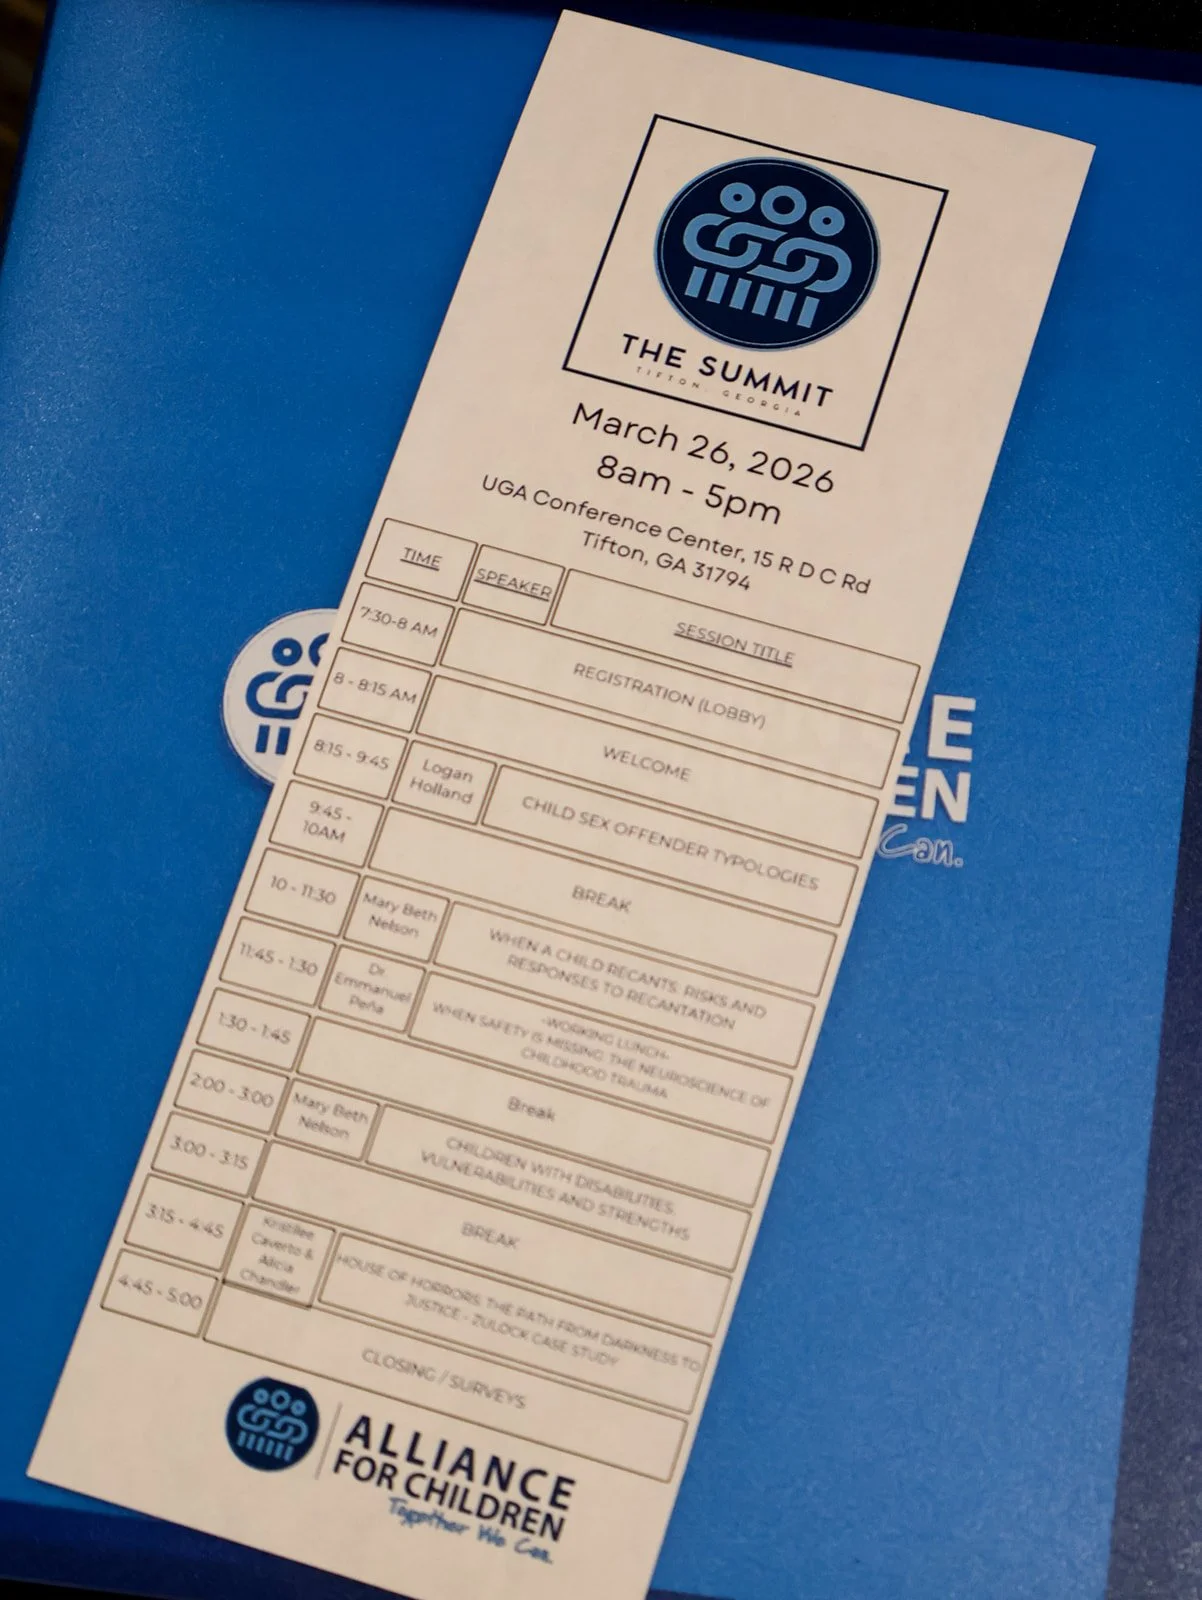 THE SUMMIT
TIFTON, GEORGIA
March 26, 2026
8am - 5pm
UGA Conference Center, 15 R D C Rd
Tifton, GA 31794
TIME
SPEAKER
SESSION TITLE
7:30-8 AM
REGISTRATION (LOBBY)
8 - 8:15 AM
WELCOME
8:15 - 9:45
Logan
Holland
CHILD SEX OFFENDER TYPOLOGIES
9:45 -
10AM
BREAK
10 - 11:30
Mary Beth
Nelson
WHEN A CHILD RECANTS: RISKS AND
RESPONSES TO RECANTATION
11:45 - 1:30
Dr.
Emmanuel
Peña
-WORKING LUNCH-
WHEN SAFETY IS MISSING: THE NEUROSCIENCE OF
CHILDHOOD TRAUMA
1:30 - 1:45
Break
2:00 - 3:00
Mary Beth
Nelson
CHILDREN WITH DISABILITIES:
VULNERABILITIES AND STRENGTHS
3:00 - 3:15
BREAK
3:15 - 4:45
Caverto &
Alicia
Chandler
HOUSE OF HORRORS: THE PATH FROM DARKNESS TO
JUSTICE - ZULOCK CASE STUDY
4:45 - 5:00
CLOSING / SURVEYS
ALLIANCE
FOR CHILDREN
Together We Can.
E
EN
Can.